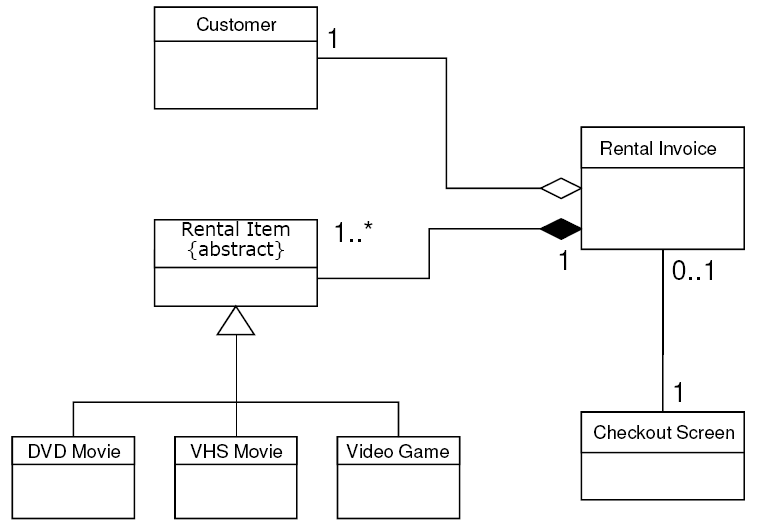 Customer
1
Rental Invoice
Rental Item
{abstract}
1..*
1
0..1
1
Checkout Screen
DVD Movie
VHS Movie
Video Game